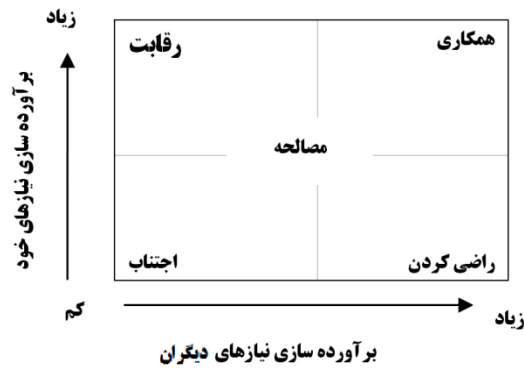 زیاد
همکاری
رقابت
برآورده سازی نیازهای خود
مصالحه
راضی کردن
اجتناب
کم
زیاد
برآورده سازی نیازهای دیگران